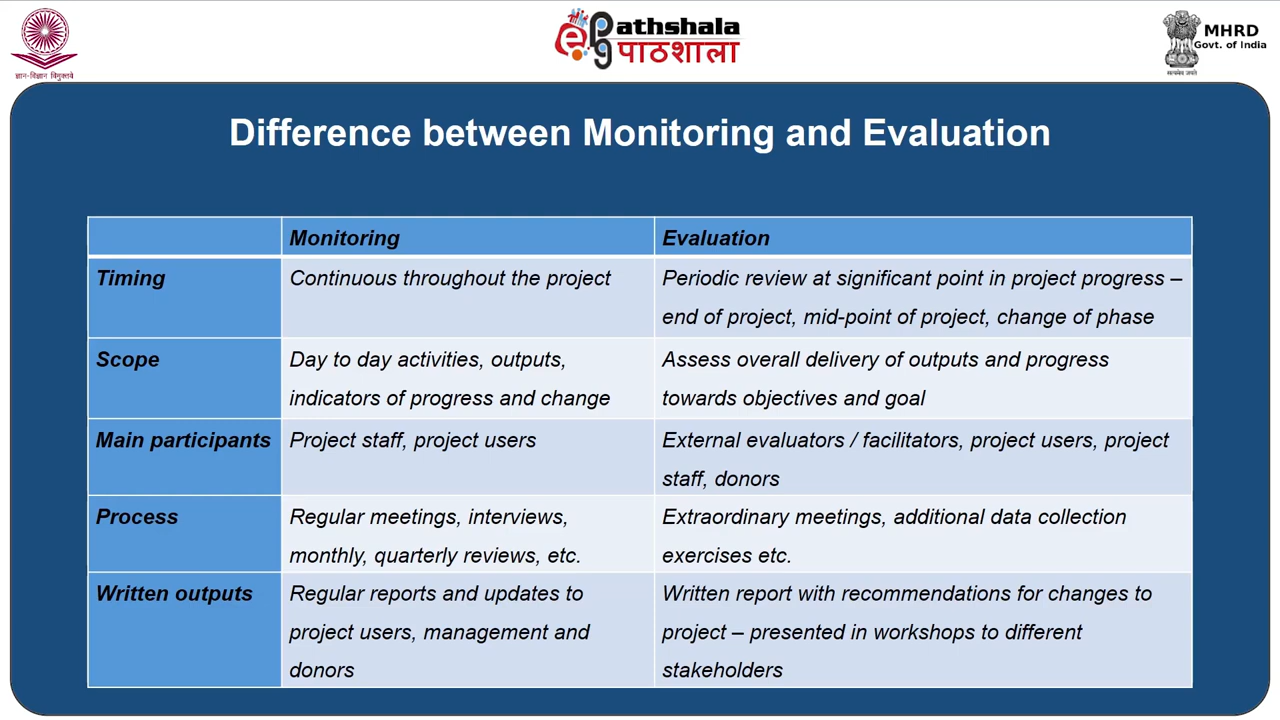 ज्ञान-विज्ञान विमुक्तये
ePathshala
पाठशाला
MHRD
Govt. of India
सत्यमेव जयते
Difference between Monitoring and Evaluation
Monitoring
Evaluation
Timing
Continuous throughout the project
Periodic review at significant point in project progress –
end of project, mid-point of project, change of phase
Scope
Day to day activities, outputs,
indicators of progress and change
Assess overall delivery of outputs and progress
towards objectives and goal
Main participants
Project staff, project users
External evaluators / facilitators, project users, project
staff, donors
Process
Regular meetings, interviews,
monthly, quarterly reviews, etc.
Extraordinary meetings, additional data collection
exercises etc.
Written outputs
Regular reports and updates to
project users, management and
donors
Written report with recommendations for changes to
project – presented in workshops to different
stakeholders